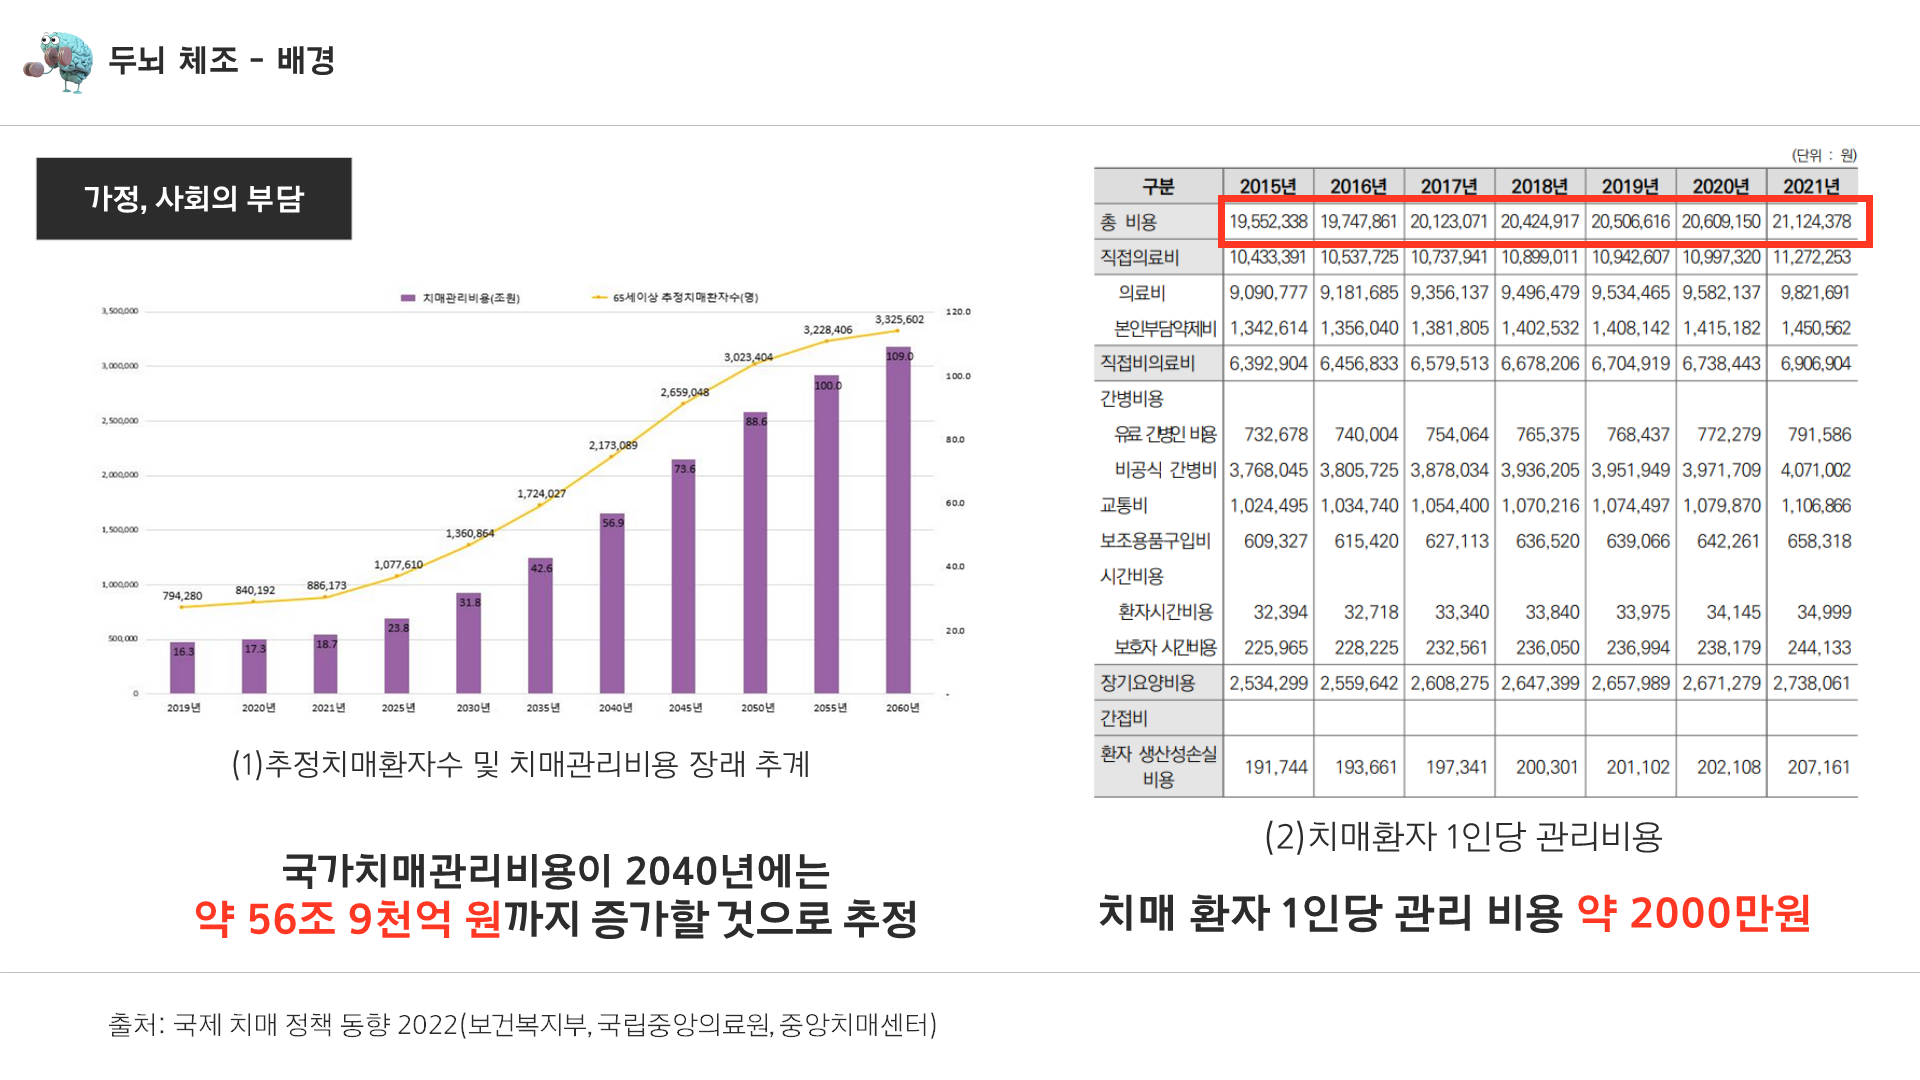 두뇌 체조 - 배경
가정, 사회의 부담
치매관리비용(조원) 65세이상 추정치매환자수(명)
3,500,000
3,000,000
2,500,000
2,000,000
1,500,000
1,000,000
500,000
0
120.0
100.0
80.0
60.0
40.0
20.0
-
794,280
840,192
886,173
1,077,610
1,360,864
1,724,027
2,173,089
2,659,048
3,023,404
3,228,406
3,325,602
16.3
17.3
18.7
23.8
31.8
42.6
56.9
73.6
88.6
100.0
109.0
2019년 2020년 2021년 2025년 2030년 2035년 2040년 2045년 2050년 2055년 2060년
(1)추정치매환자수 및 치매관리비용 장래 추계
국가치매관리비용이 2040년에는
약 56조 9천억 원까지 증가할 것으로 추정
(단위 : 원)
구분 2015년 2016년 2017년 2018년 2019년 2020년 2021년
총 비용 19,552,338 19,747,861 20,123,071 20,424,917 20,506,616 20,609,150 21,124,378
직접의료비 10,433,391 10,537,725 10,737,941 10,899,011 10,942,607 10,997,320 11,272,253
의료비 9,090,777 9,181,685 9,356,137 9,496,479 9,534,465 9,582,137 9,821,691
본인부담약제비 1,342,614 1,356,040 1,381,805 1,402,532 1,408,142 1,415,182 1,450,562
직접비의료비 6,392,904 6,456,833 6,579,513 6,678,206 6,704,919 6,738,443 6,906,904
간병비용
유료 간병인 비용 732,678 740,004 754,064 765,375 768,437 772,279 791,586
비공식 간병비 3,768,045 3,805,725 3,878,034 3,936,205 3,951,949 3,971,709 4,071,002
교통비 1,024,495 1,034,740 1,054,400 1,070,216 1,074,497 1,079,870 1,106,866
보조용품구입비 609,327 615,420 627,113 636,520 639,066 642,261 658,318
시간비용
환자시간비용 32,394 32,718 33,340 33,840 33,975 34,145 34,999
보호자 시간비용 225,965 228,225 232,561 236,050 236,994 238,179 244,133
장기요양비용 2,534,299 2,559,642 2,608,275 2,647,399 2,657,989 2,671,279 2,738,061
간접비
환자 생산성손실
비용 191,744 193,661 197,341 200,301 201,102 202,108 207,161
(2)치매환자 1인당 관리비용
치매 환자 1인당 관리 비용 약 2000만원
출처: 국제 치매 정책 동향 2022(보건복지부, 국립중앙의료원, 중앙치매센터)